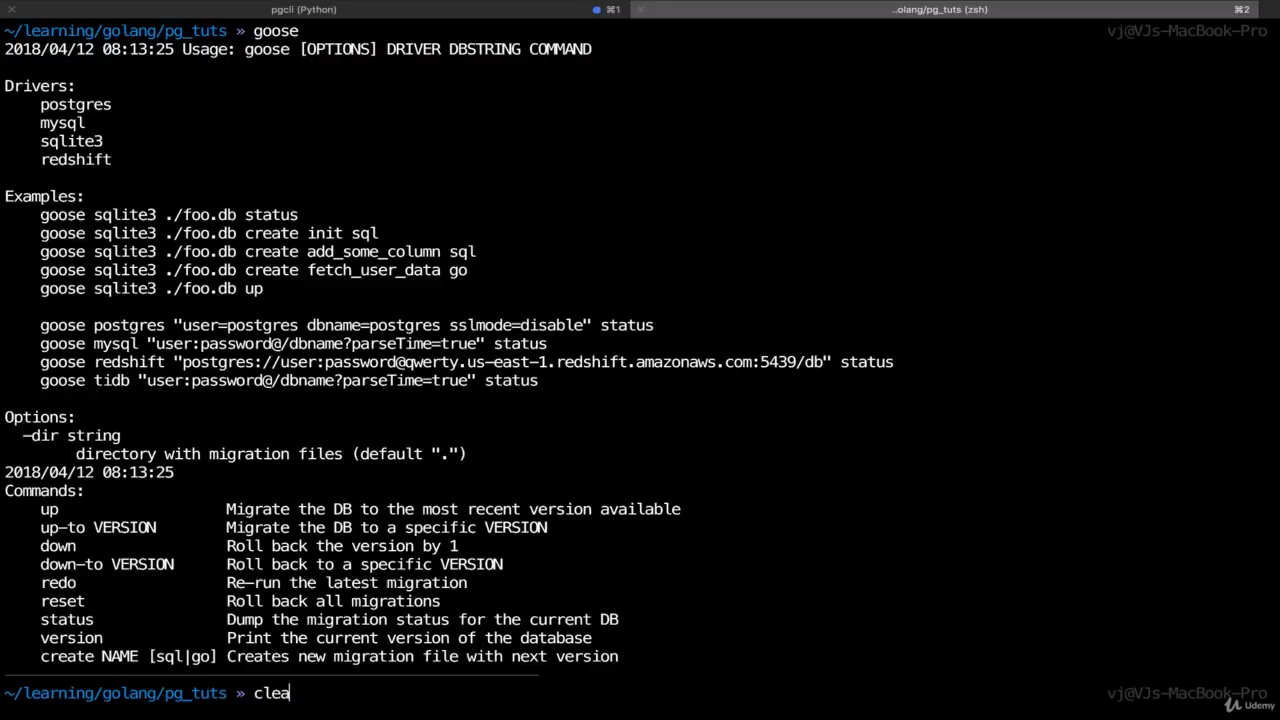 pgcli (Python) ⌘1 ..olang/pg_tuts (zsh) ⌘2
~/learning/golang/pg_tuts » goose vj@VJs-MacBook-Pro
2018/04/12 08:13:25 Usage: goose [OPTIONS] DRIVER DBSTRING COMMAND
Drivers:
postgres
mysql
sqlite3
redshift
Examples:
goose sqlite3 ./foo.db status
goose sqlite3 ./foo.db create init sql
goose sqlite3 ./foo.db create add_some_column sql
goose sqlite3 ./foo.db create fetch_user_data go
goose sqlite3 ./foo.db up
goose postgres "user=postgres dbname=postgres sslmode=disable" status
goose mysql "user:password@/dbname?parseTime=true" status
goose redshift "postgres://user:password@qwerty.us-east-1.redshift.amazonaws.com:5439/db" status
goose tidb "user:password@/dbname?parseTime=true" status
Options:
-dir string
directory with migration files (default ".")
2018/04/12 08:13:25
Commands:
up Migrate the DB to the most recent version available
up-to VERSION Migrate the DB to a specific VERSION
down Roll back the version by 1
down-to VERSION Roll back to a specific VERSION
redo Re-run the latest migration
reset Roll back all migrations
status Dump the migration status for the current DB
version Print the current version of the database
create NAME [sql|go] Creates new migration file with next version
~/learning/golang/pg_tuts » clea vj@VJs-MacBook-Pro
Udemy